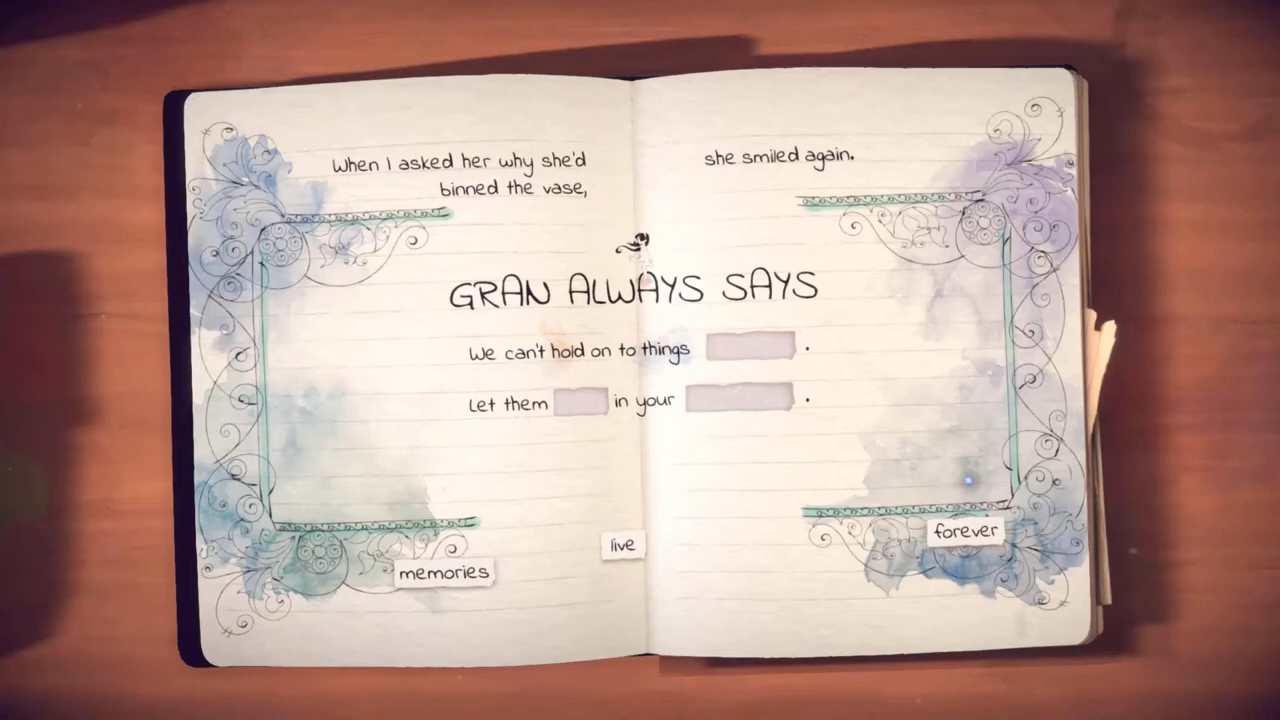 When I asked her why she'd
binned the vase,
she smiled again.
GRAN ALWAYS SAYS
We can't hold on to things .
Let them in your .
live
forever
memories